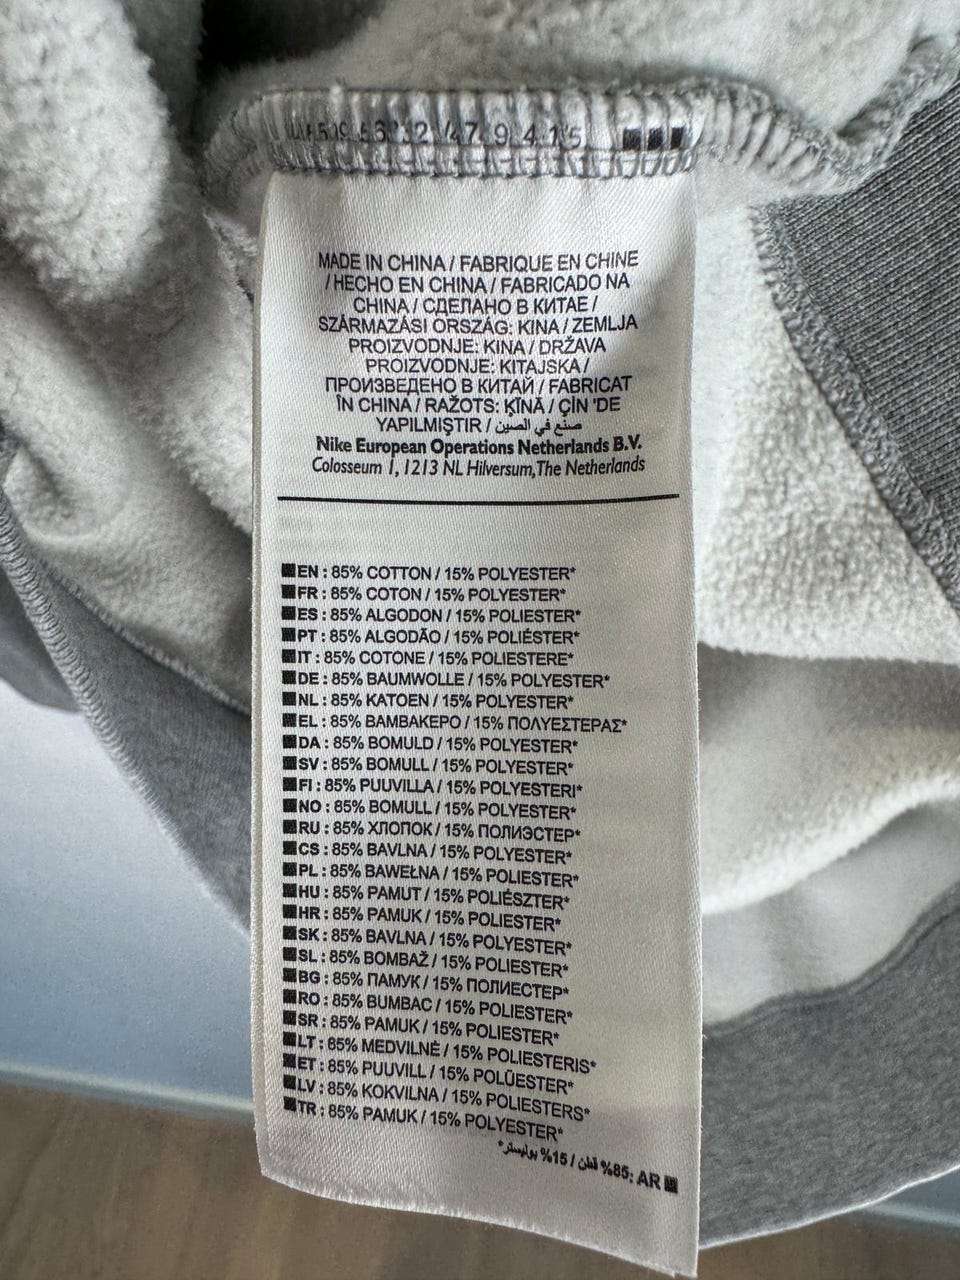 MADE IN CHINA / FABRIQUE EN CHINE
/ HECHO EN CHINA / FABRICADO NA
CHINA / СДЕЛАНО В КИТАЕ /
SZÁRMAZÁSI ORSZÁG: KINA / ZEMLJA
PROIZVODNJE: KINA / DRŽAVA
PROIZVODNJE: KITAJSKA /
ПРОИЗВЕДЕНО В КИТАЙ / FABRICAT
ÎN CHINA / RAŽOTS: ĶĪNĀ / ÇİN 'DE
YAPILMIŞTIR / صنع في الصين
Nike European Operations Netherlands B.V.
Colosseum 1, 1213 NL Hilversum, The Netherlands
EN : 85% COTTON / 15% POLYESTER*
FR : 85% COTON / 15% POLYESTER*
ES : 85% ALGODON / 15% POLIESTER*
PT : 85% ALGODÃO / 15% POLIÉSTER*
IT : 85% COTONE / 15% POLIESTERE*
DE : 85% BAUMWOLLE / 15% POLYESTER*
NL : 85% KATOEN / 15% POLYESTER*
EL : 85% ΒΑΜΒΑΚΕΡΟ / 15% ΠΟΛΥΕΣΤΕΡΑΣ*
DA : 85% BOMULD / 15% POLYESTER*
SV : 85% BOMULL / 15% POLYESTER*
FI : 85% PUUVILLA / 15% POLYESTERI*
NO : 85% BOMULL / 15% POLYESTER*
RU : 85% ХЛОПОК / 15% ПОЛИЭСТЕР*
CS : 85% BAVLNA / 15% POLYESTER*
PL : 85% BAWEŁNA / 15% POLYESTER*
HU : 85% PAMUT / 15% POLIÉSZTER*
HR : 85% PAMUK / 15% POLIESTER*
SK : 85% BAVLNA / 15% POLYESTER*
SL : 85% BOMBAŽ / 15% POLIESTER*
BG : 85% ПАМУК / 15% ПОЛИЕСТЕР*
RO : 85% BUMBAC / 15% POLIESTER*
SR : 85% PAMUK / 15% POLIESTER*
LT : 85% MEDVILNĖ / 15% POLIESTERIS*
ET : 85% PUUVILL / 15% POLÜESTER*
LV : 85% KOKVILNA / 15% POLIESTERS*
TR : 85% PAMUK / 15% POLYESTER*
AR :85% قطن / 15% بوليستر*